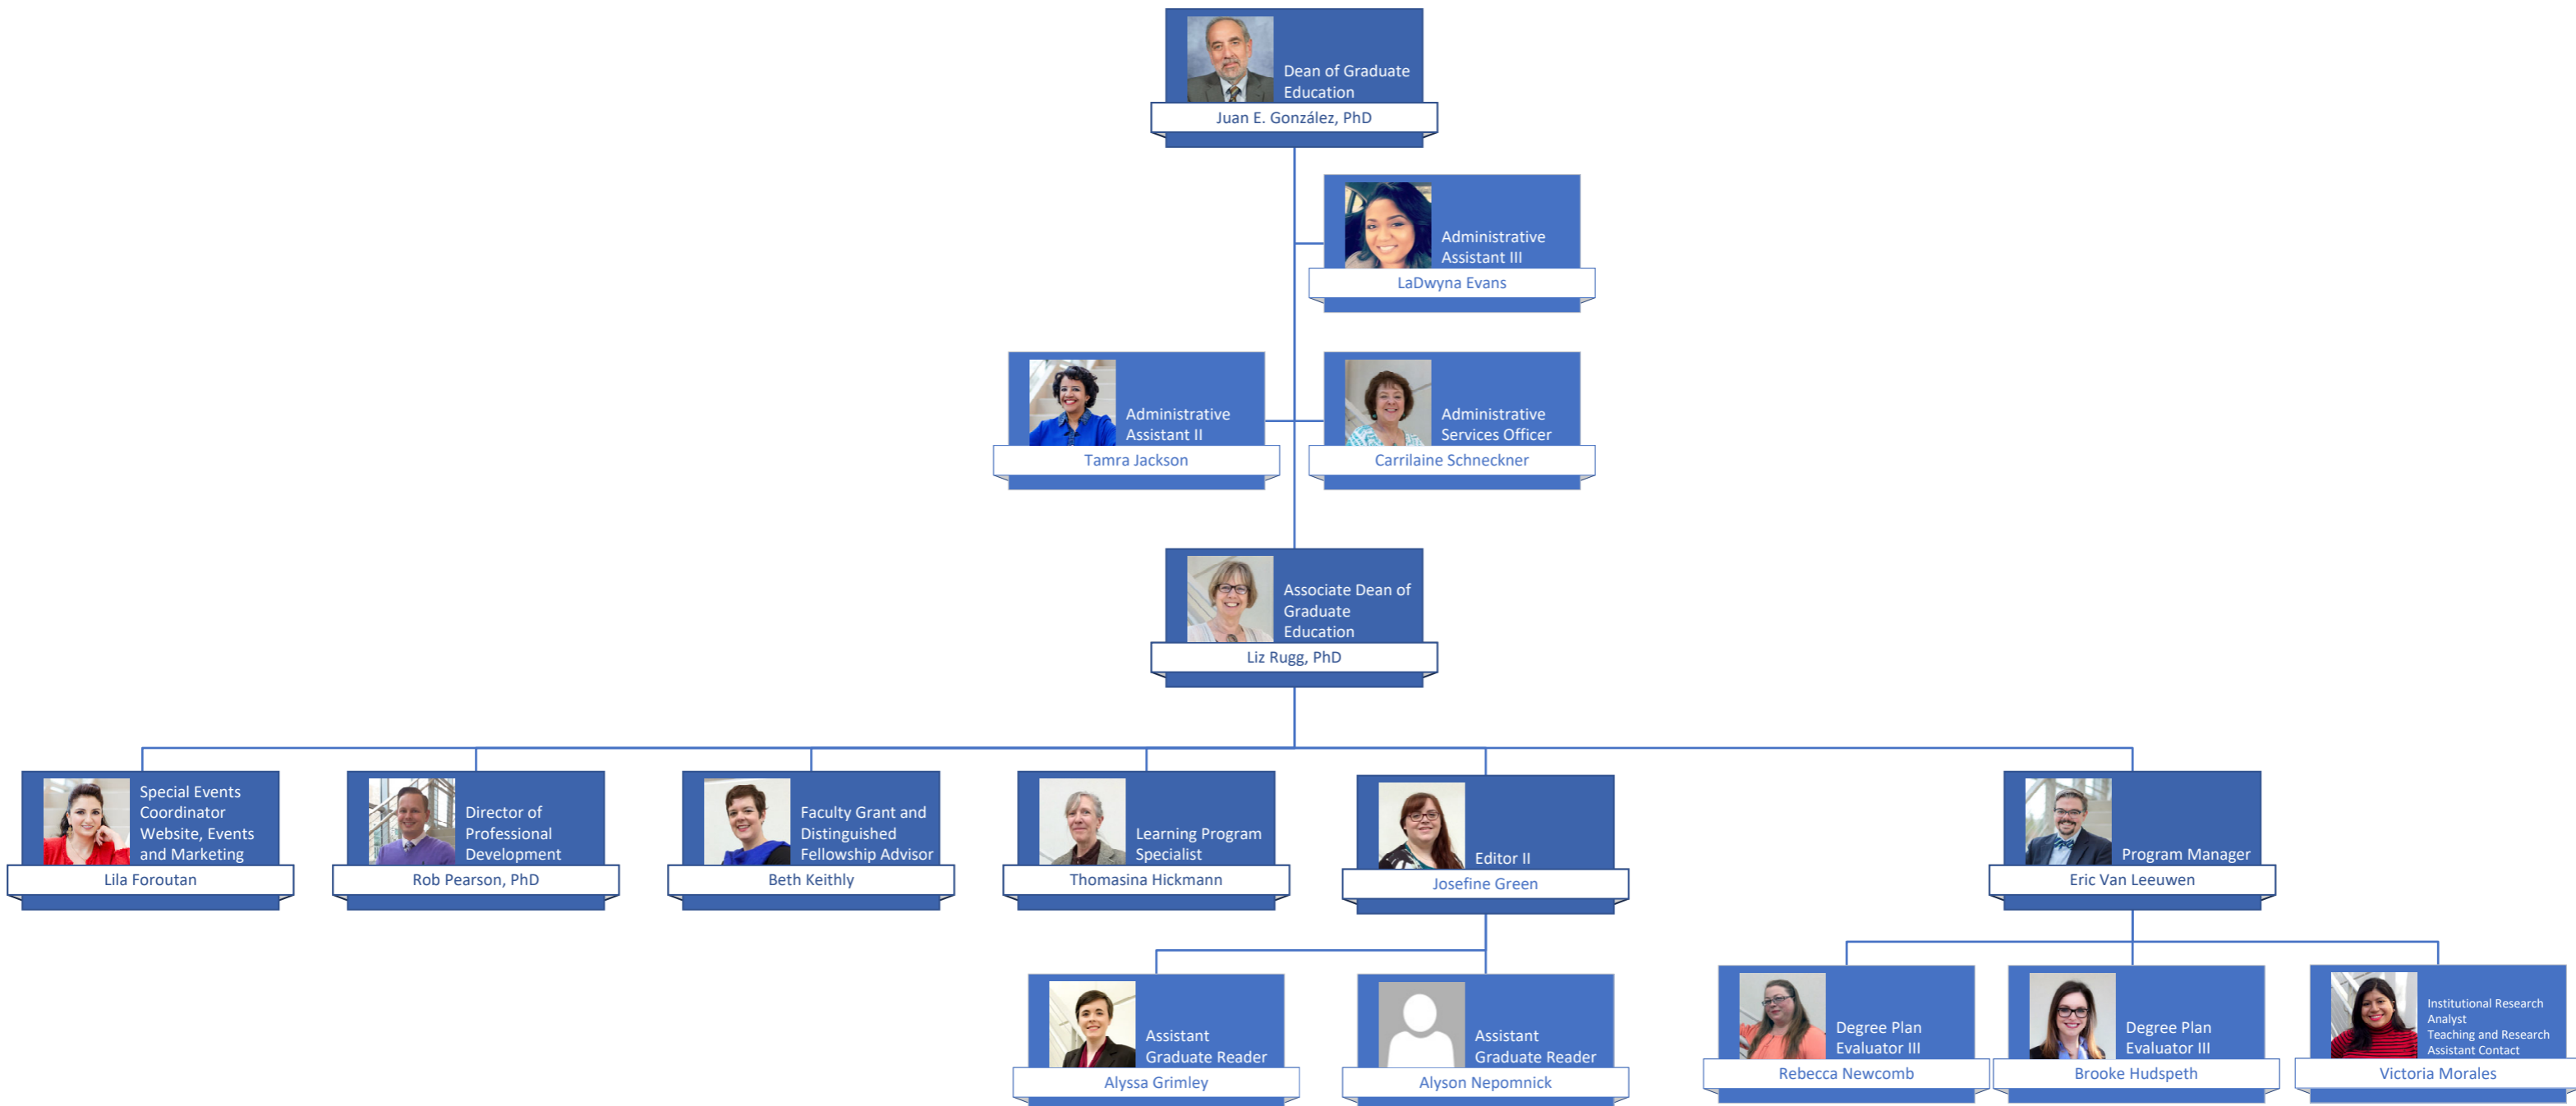 Dean of Graduate
Education
Juan E. González, PhD
Administrative
Assistant III
LaDwyna Evans
Administrative
Assistant II
Tamra Jackson
Administrative
Services Officer
Carrilaine Schneckner
Associate Dean of
Graduate
Education
Liz Rugg, PhD
Special Events
Coordinator
Website, Events
and Marketing
Lila Foroutan
Director of
Professional
Development
Rob Pearson, PhD
Faculty Grant and
Distinguished
Fellowship Advisor
Beth Keithly
Learning Program
Specialist
Thomasina Hickmann
Editor II
Josefine Green
Program Manager
Eric Van Leeuwen
Assistant
Graduate Reader
Alyssa Grimley
Assistant
Graduate Reader
Alyson Nepomnick
Degree Plan
Evaluator III
Rebecca Newcomb
Degree Plan
Evaluator III
Brooke Hudspeth
Institutional Research
Analyst
Teaching and Research
Assistant Contact
Victoria Morales